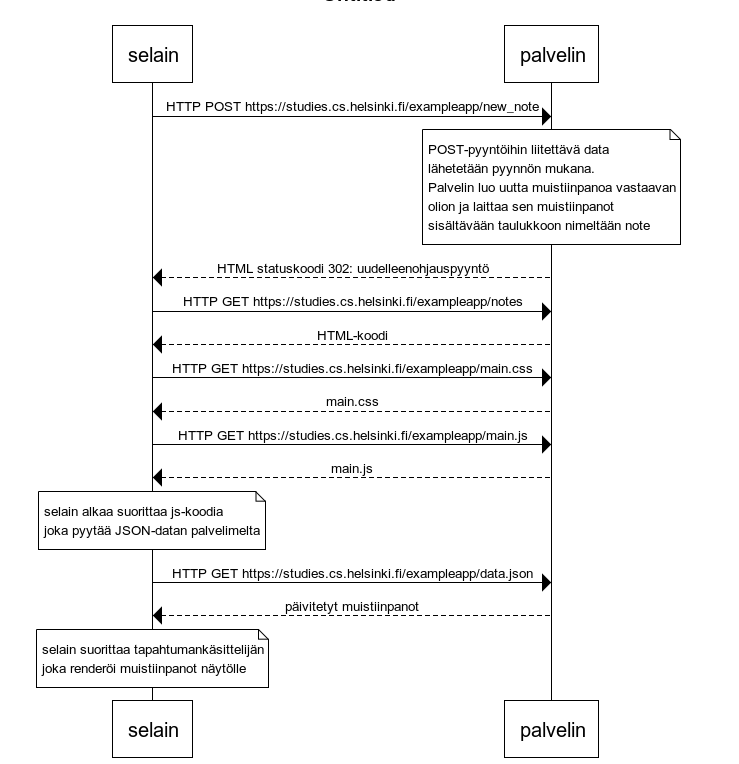 selain palvelin
HTTP POST https://studies.cs.helsinki.fi/exampleapp/new_note
POST-pyyntöihin liitettävä data
lähetetään pyynnön mukana.
Palvelin luo uutta muistiinpanoa vastaavan
olion ja laittaa sen muistiinpanot
sisältävään taulukkoon nimeltään note
HTML statuskoodi 302: uudelleenohjauspyyntö
HTTP GET https://studies.cs.helsinki.fi/exampleapp/notes
HTML-koodi
HTTP GET https://studies.cs.helsinki.fi/exampleapp/main.css
main.css
HTTP GET https://studies.cs.helsinki.fi/exampleapp/main.js
main.js
selain alkaa suorittaa js-koodia
joka pyytää JSON-datan palvelimelta
HTTP GET https://studies.cs.helsinki.fi/exampleapp/data.json
päivitetyt muistiinpanot
selain suorittaa tapahtumankäsittelijän
joka renderöi muistiinpanot näytölle
selain palvelin